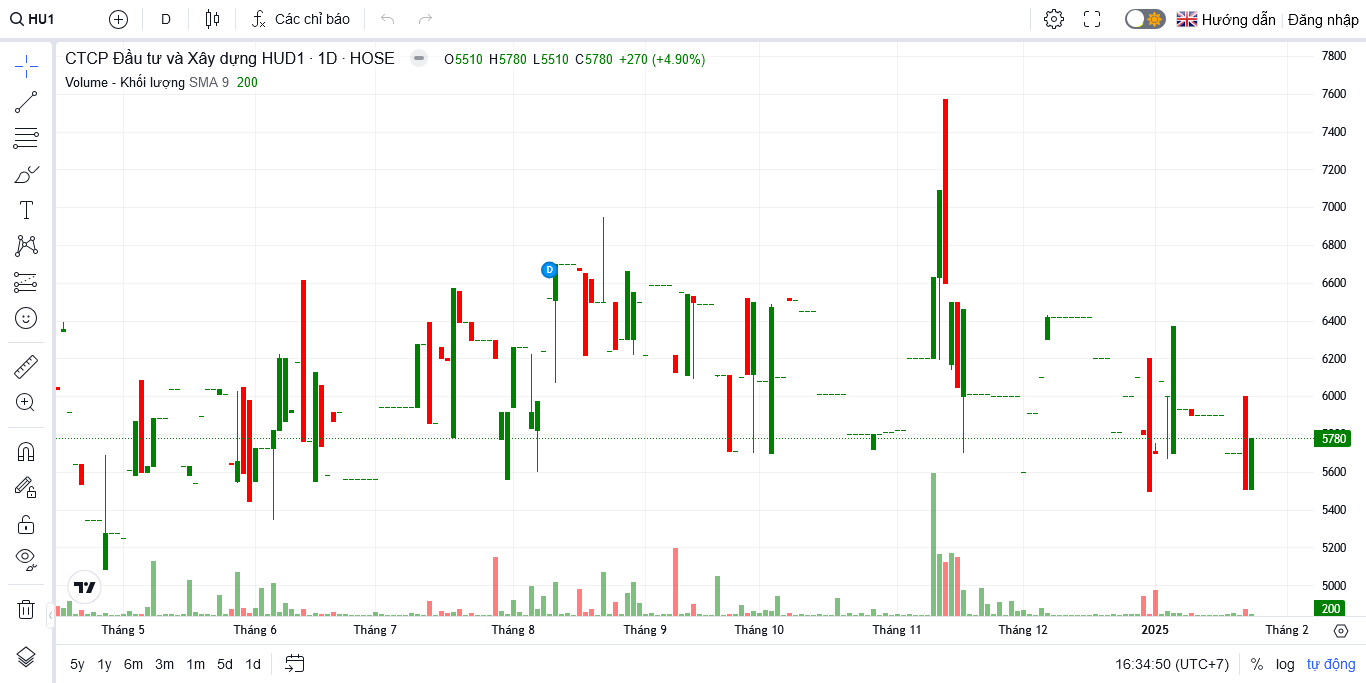 HU1 D Các chỉ báo Hướng dẫn Đăng nhập
CTCP Đầu tư và Xây dựng HUD1 · 1D · HOSE O5510 H5780 L5510 C5780 +270 (+4.90%)
Volume - Khối lượng SMA 9 200
D
7800
7600
7400
7200
7000
6800
6600
6400
6200
6000
5780
5600
5400
5200
5000
200
Tháng 5 Tháng 6 Tháng 7 Tháng 8 Tháng 9 Tháng 10 Tháng 11 Tháng 12 2025 Tháng 2
5y 1y 6m 3m 1m 5d 1d 16:34:50 (UTC+7) % log tự động